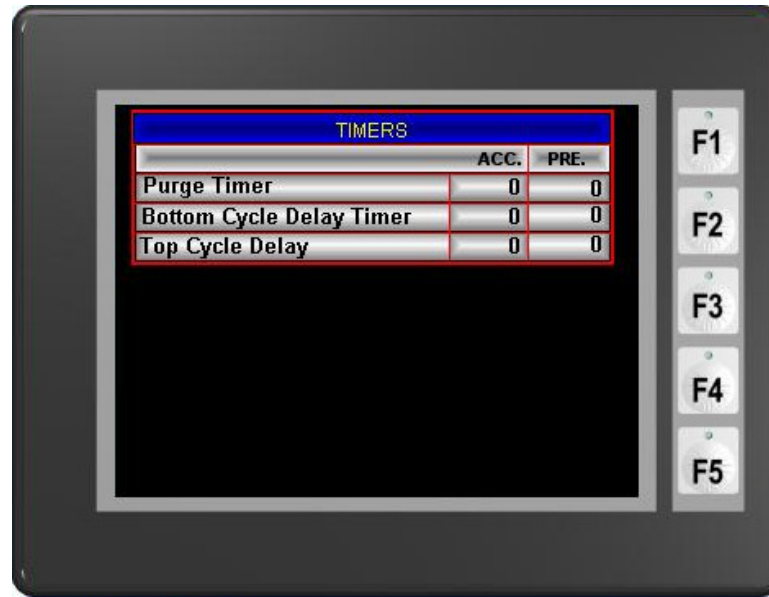 TIMERS
ACC. PRE.
Purge Timer 0 0
Bottom Cycle Delay Timer 0 0
Top Cycle Delay 0 0
F1
F2
F3
F4
F5